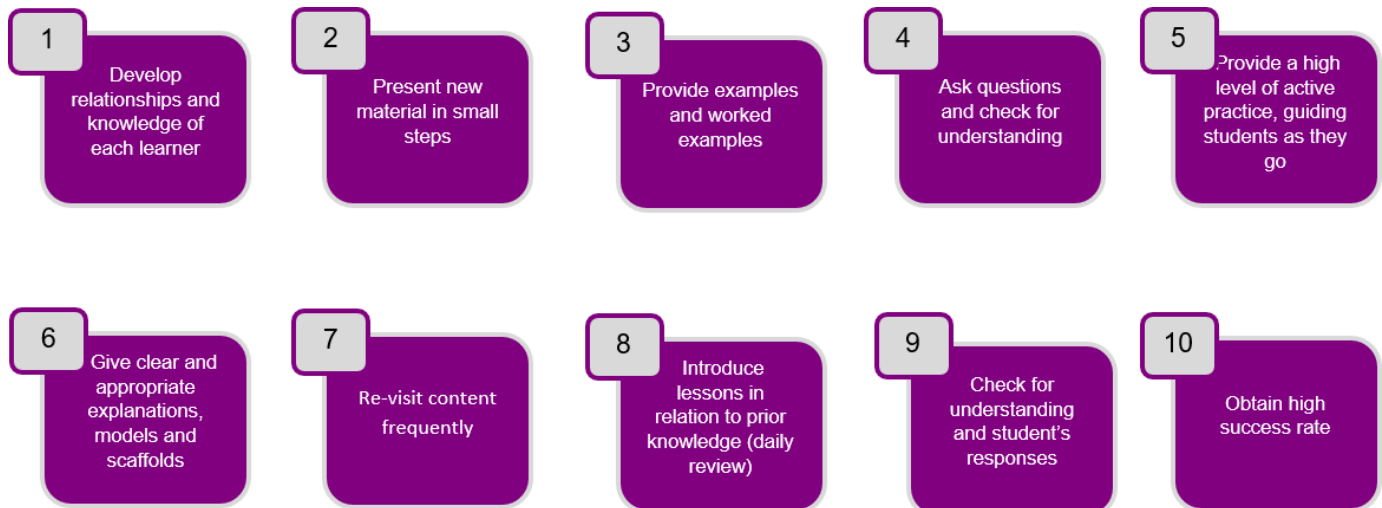 1
Develop
relationships and
knowledge of
each learner
2
Present new
material in small
steps
3
Provide examples
and worked
examples
4
Ask questions
and check for
understanding
5
Provide a high
level of active
practice, guiding
students as they
go
6
Give clear and
appropriate
explanations,
models and
scaffolds
7
Re-visit content
frequently
8
Introduce
lessons in
relation to prior
knowledge (daily
review)
9
Check for
understanding
and student’s
responses
10
Obtain high
success rate